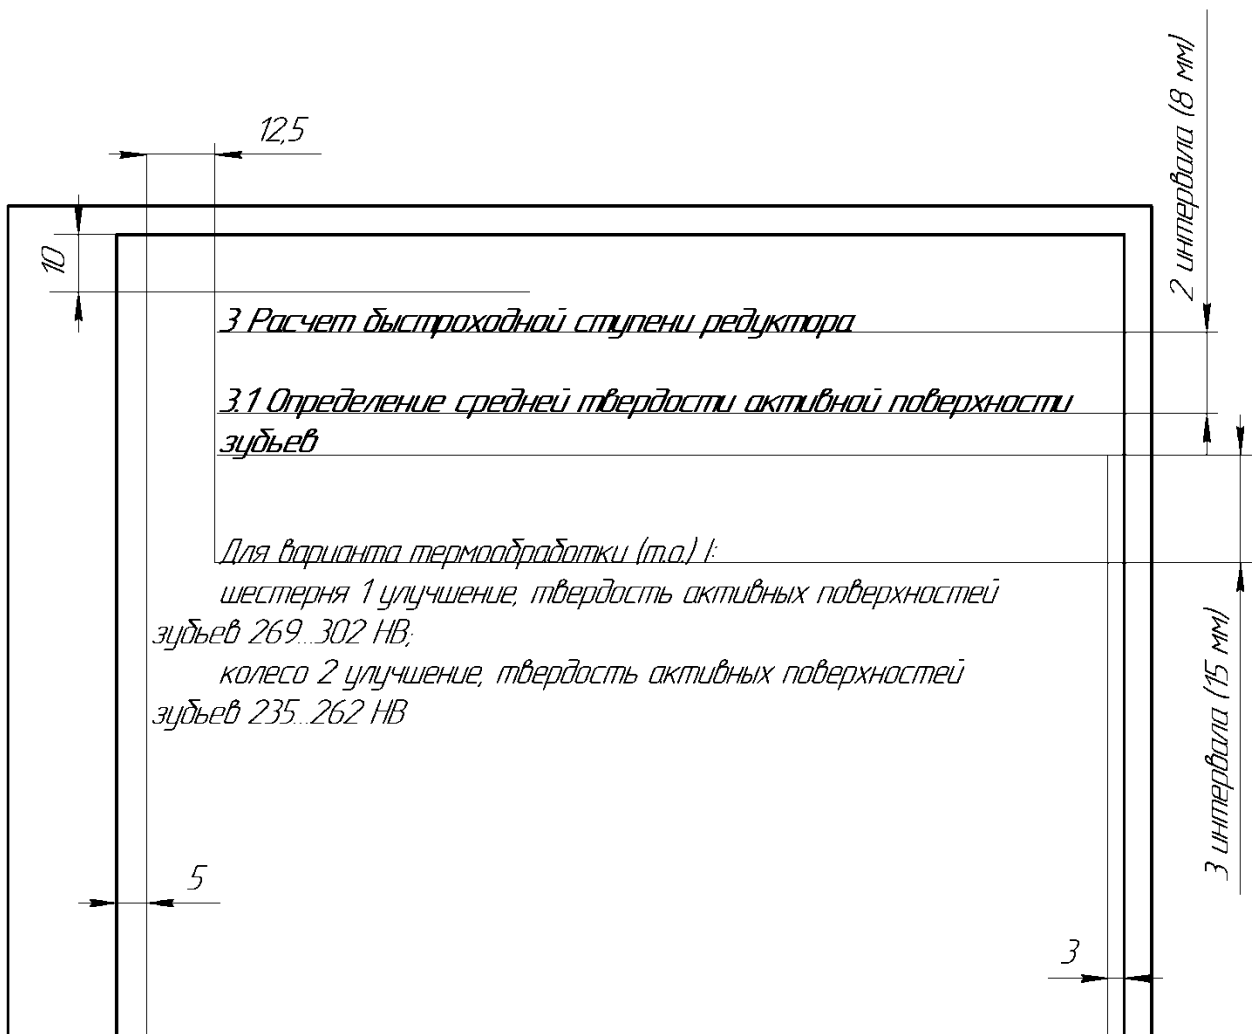 12,5
2 интервала (8 мм)
10
3 Расчет быстроходной ступени редуктора
3.1 Определение средней твердости активной поверхности
зубьев
Для варианта термообработки (т.о.) I:
шестерня 1 улучшение, твердость активных поверхностей
зубьев 269...302 HB;
колесо 2 улучшение, твердость активных поверхностей
зубьев 235...262 HB
3 интервала (15 мм)
5
3